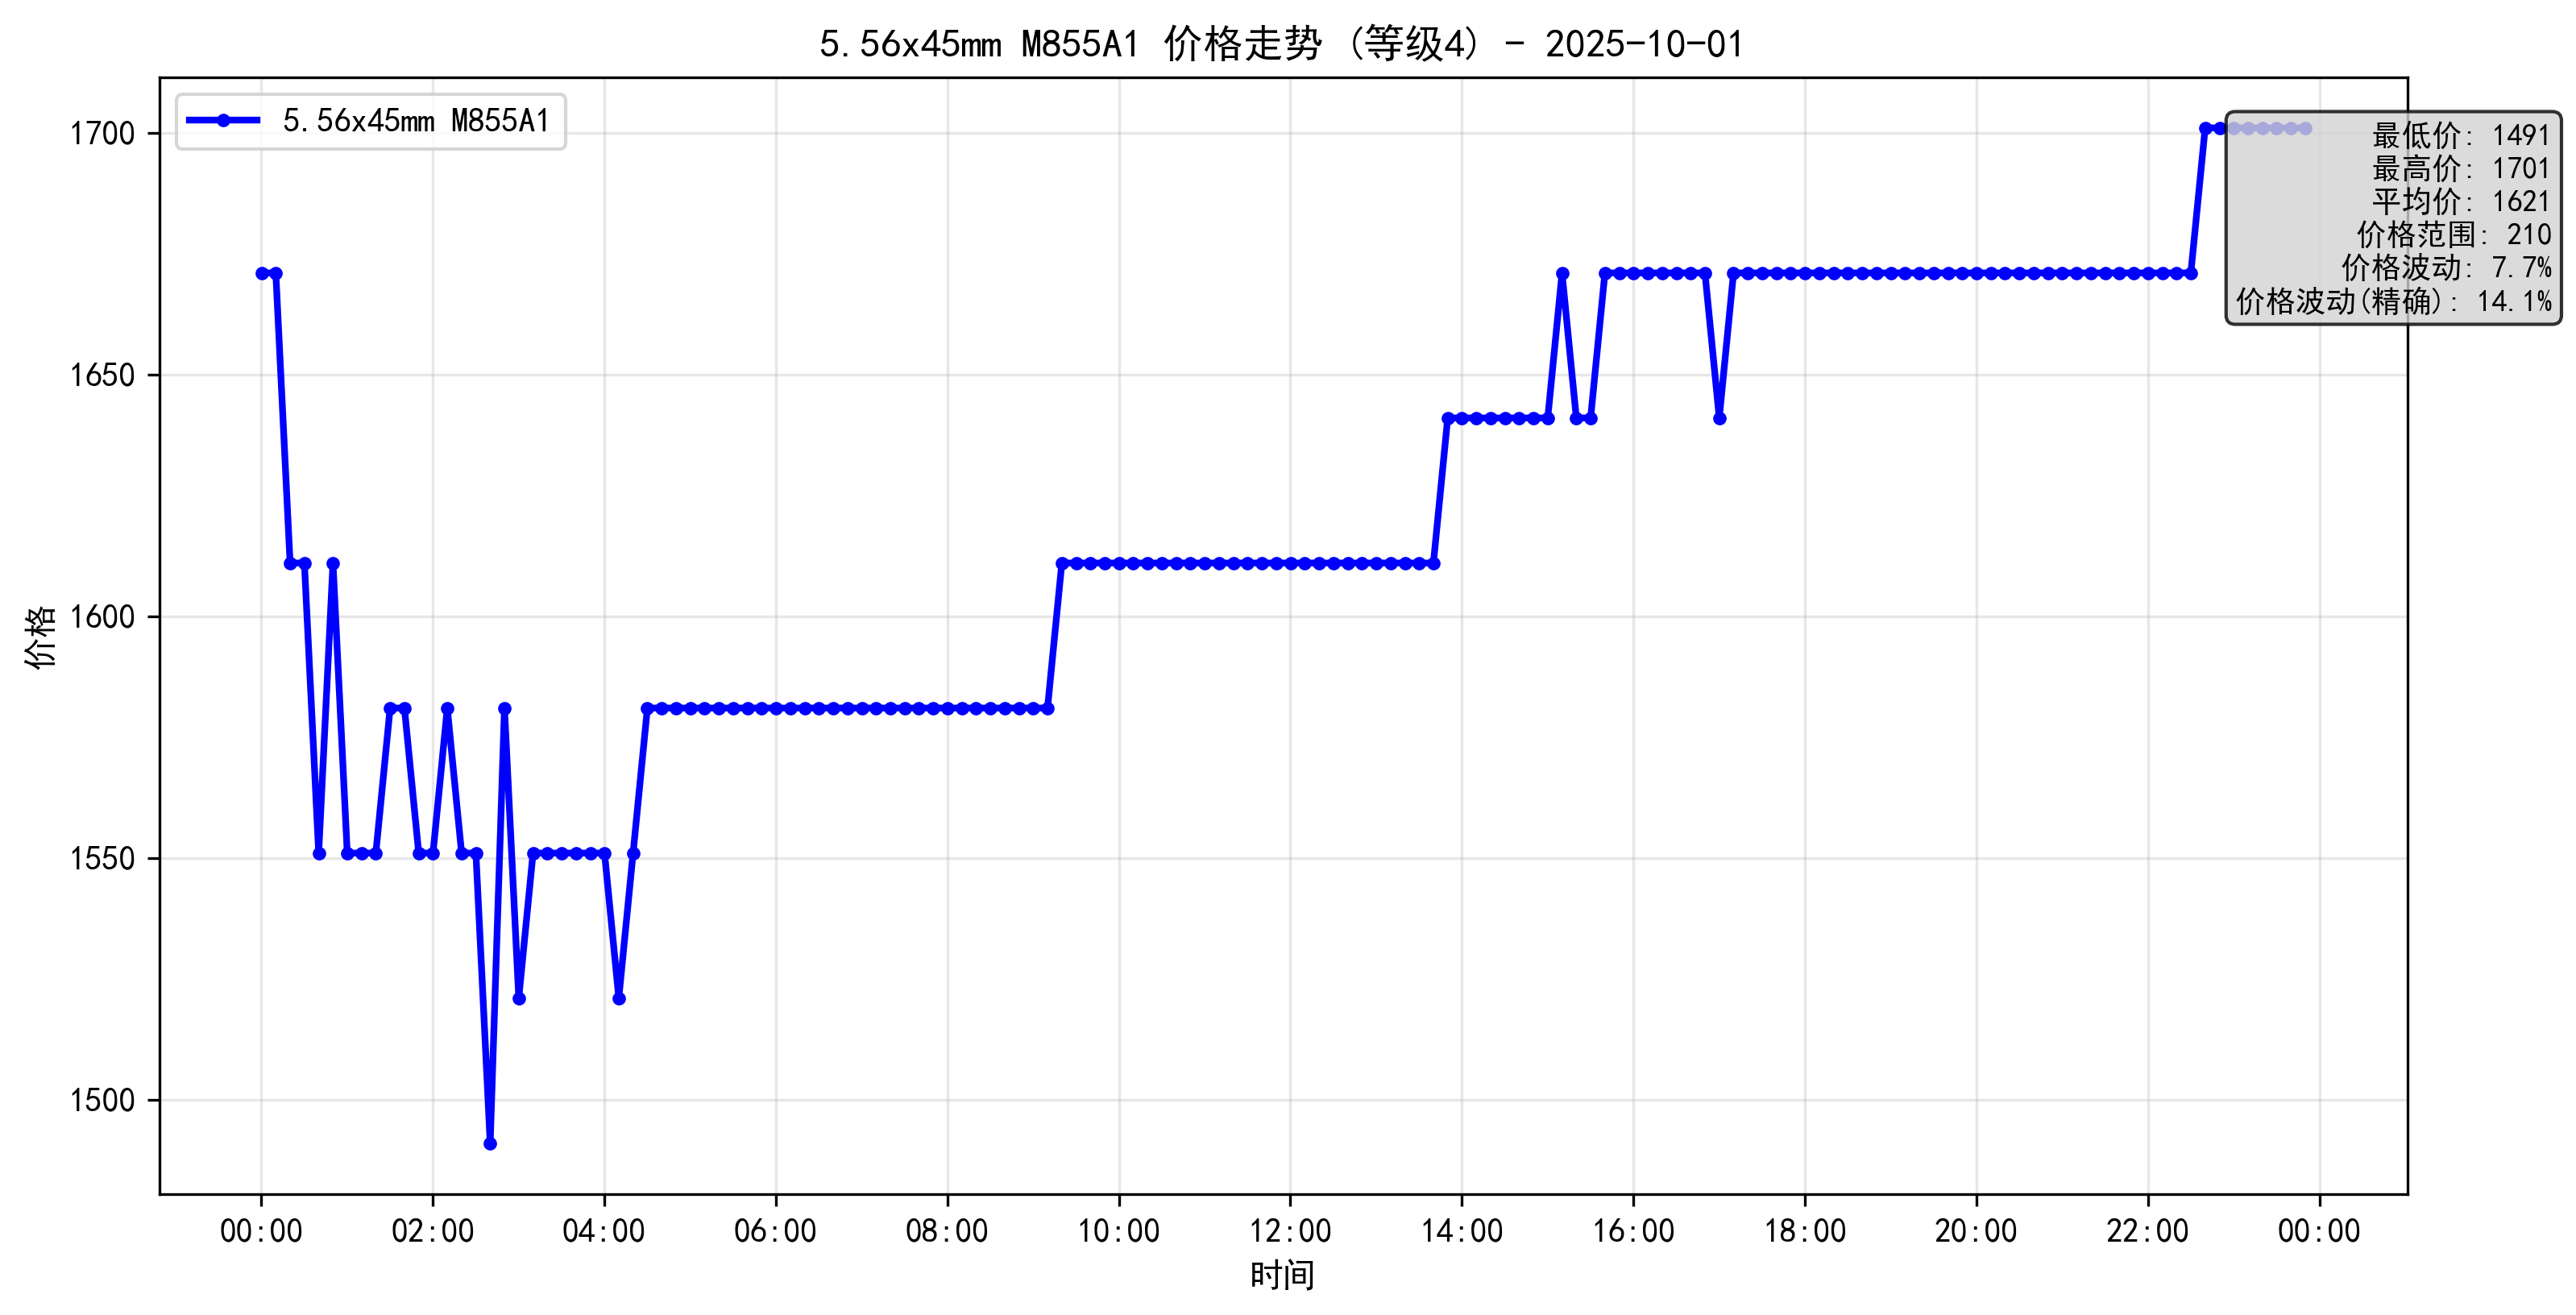 5.56x45mm M855A1 价格走势 (等级4) - 2025-10-01
5.56x45mm M855A1
最低价: 1491
最高价: 1701
平均价: 1621
价格范围: 210
价格波动: 7.7%
价格波动(精确): 14.1%
价格
1700
1650
1600
1550
1500
00:00 02:00 04:00 06:00 08:00 10:00 12:00 14:00 16:00 18:00 20:00 22:00 00:00
时间